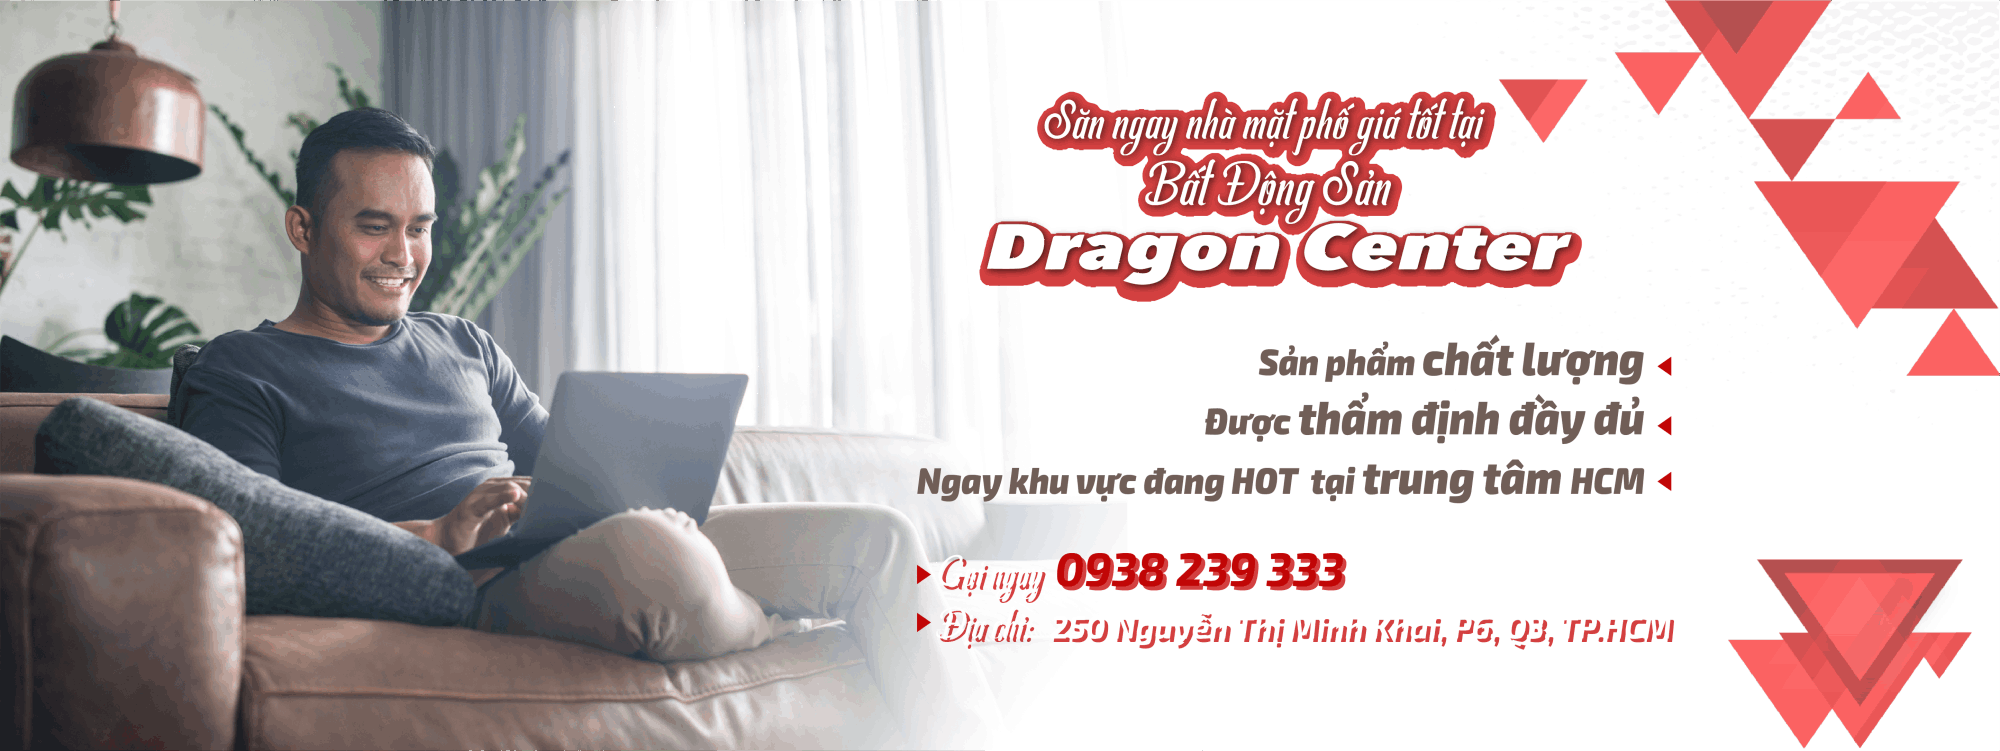 Săn ngay nhà mặt phố giá tốt tại
Bất Động Sản
Dragon Center
Sản phẩm chất lượng
Được thẩm định đầy đủ
Ngay khu vực đang HOT tại trung tâm HCM
Gọi ngay 0938 239 333
Địa chỉ: 250 Nguyễn Thị Minh Khai, P6, Q3, TP.HCM